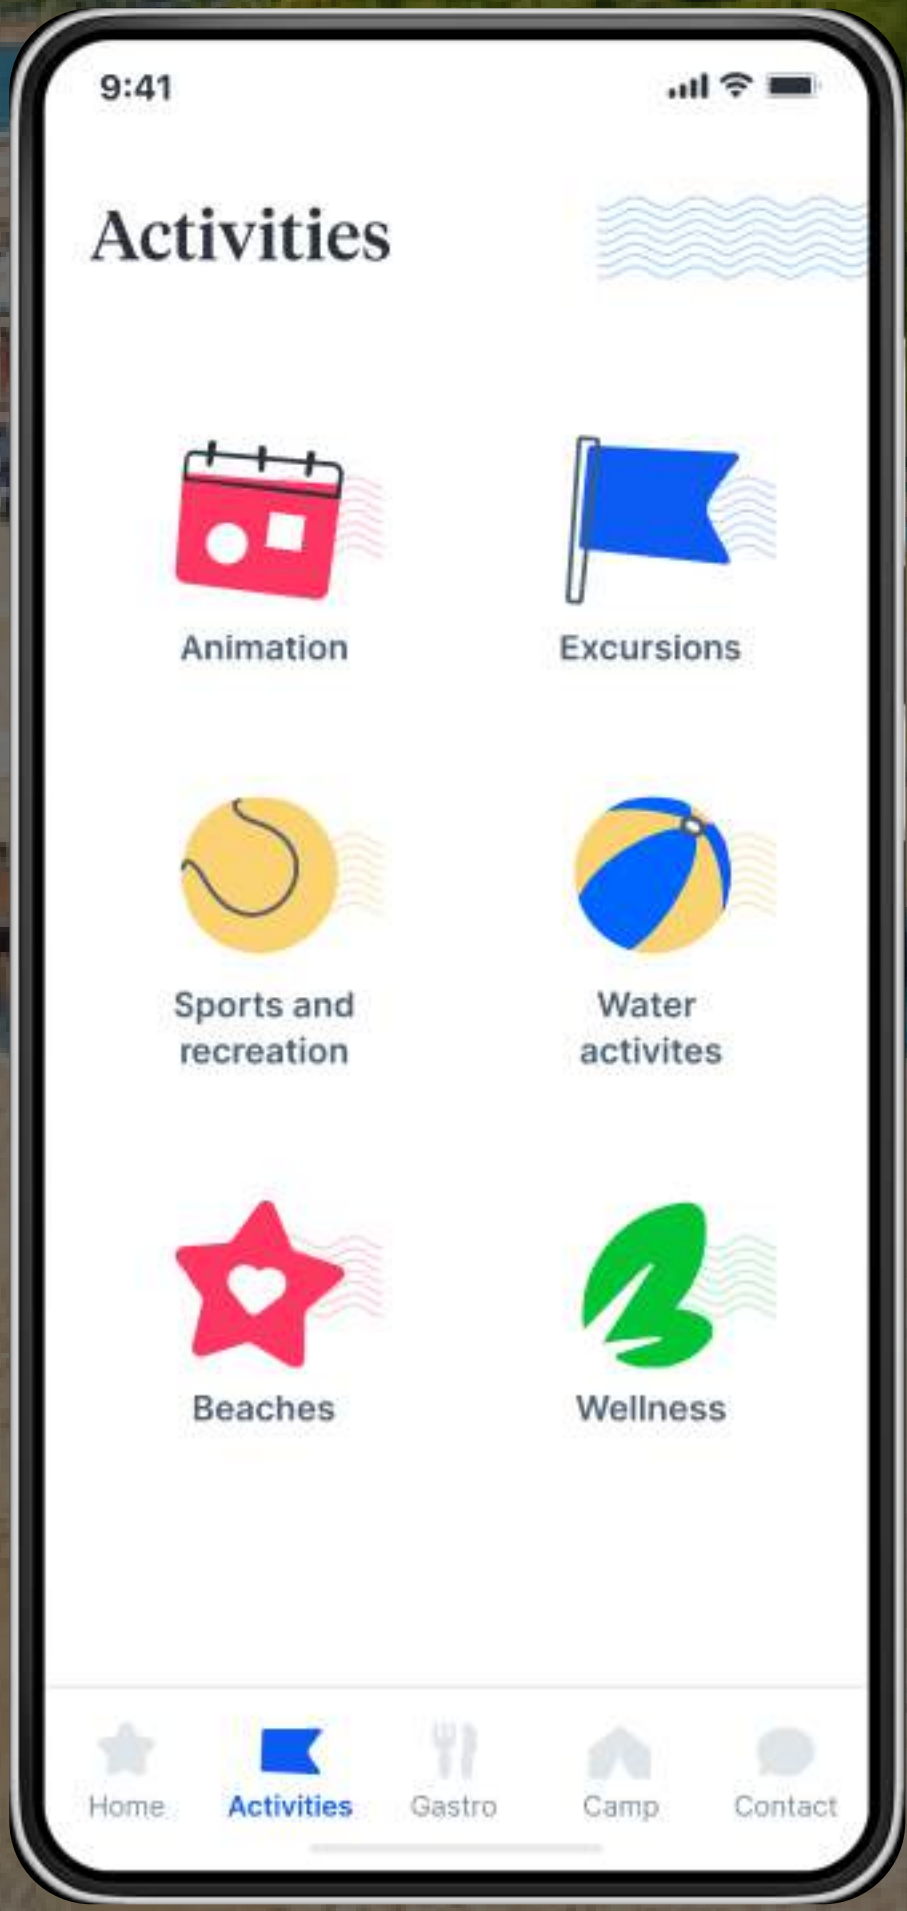 9:41
Activities
Animation
Excursions
Sports and
recreation
Water
activites
Beaches
Wellness
Home
Activities
Gastro
Camp
Contact